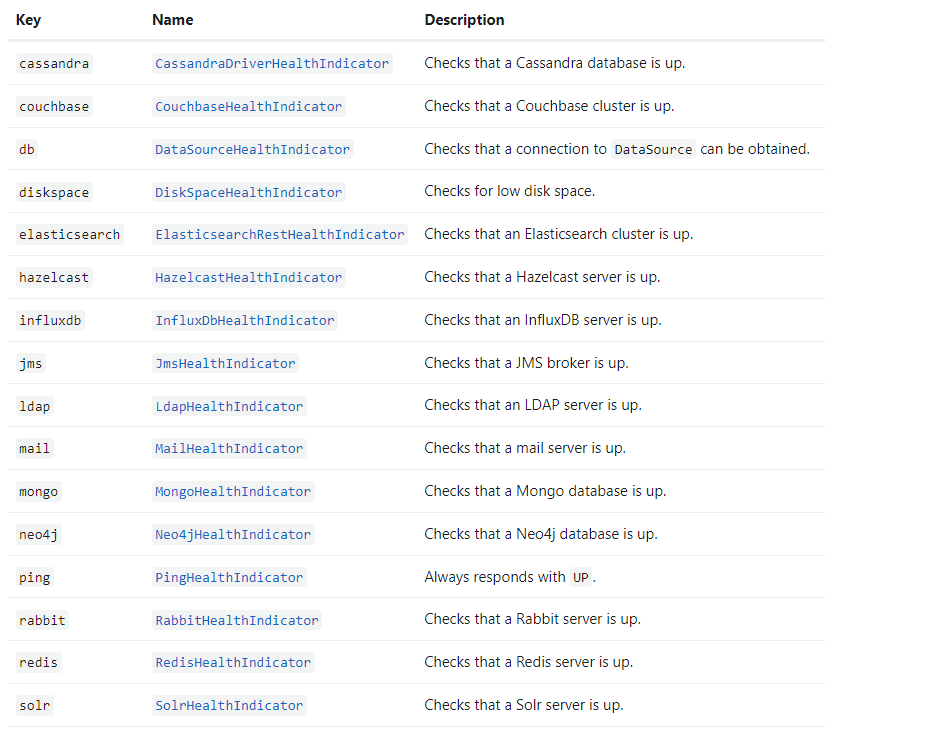 Key Name Description
cassandra CassandraDriverHealthIndicator Checks that a Cassandra database is up.
couchbase CouchbaseHealthIndicator Checks that a Couchbase cluster is up.
db DataSourceHealthIndicator Checks that a connection to DataSource can be obtained.
diskspace DiskSpaceHealthIndicator Checks for low disk space.
elasticsearch ElasticsearchRestHealthIndicator Checks that an Elasticsearch cluster is up.
hazelcast HazelcastHealthIndicator Checks that a Hazelcast server is up.
influxdb InfluxDbHealthIndicator Checks that an InfluxDB server is up.
jms JmsHealthIndicator Checks that a JMS broker is up.
ldap LdapHealthIndicator Checks that an LDAP server is up.
mail MailHealthIndicator Checks that a mail server is up.
mongo MongoHealthIndicator Checks that a Mongo database is up.
neo4j Neo4jHealthIndicator Checks that a Neo4j database is up.
ping PingHealthIndicator Always responds with UP .
rabbit RabbitHealthIndicator Checks that a Rabbit server is up.
redis RedisHealthIndicator Checks that a Redis server is up.
solr SolrHealthIndicator Checks that a Solr server is up.